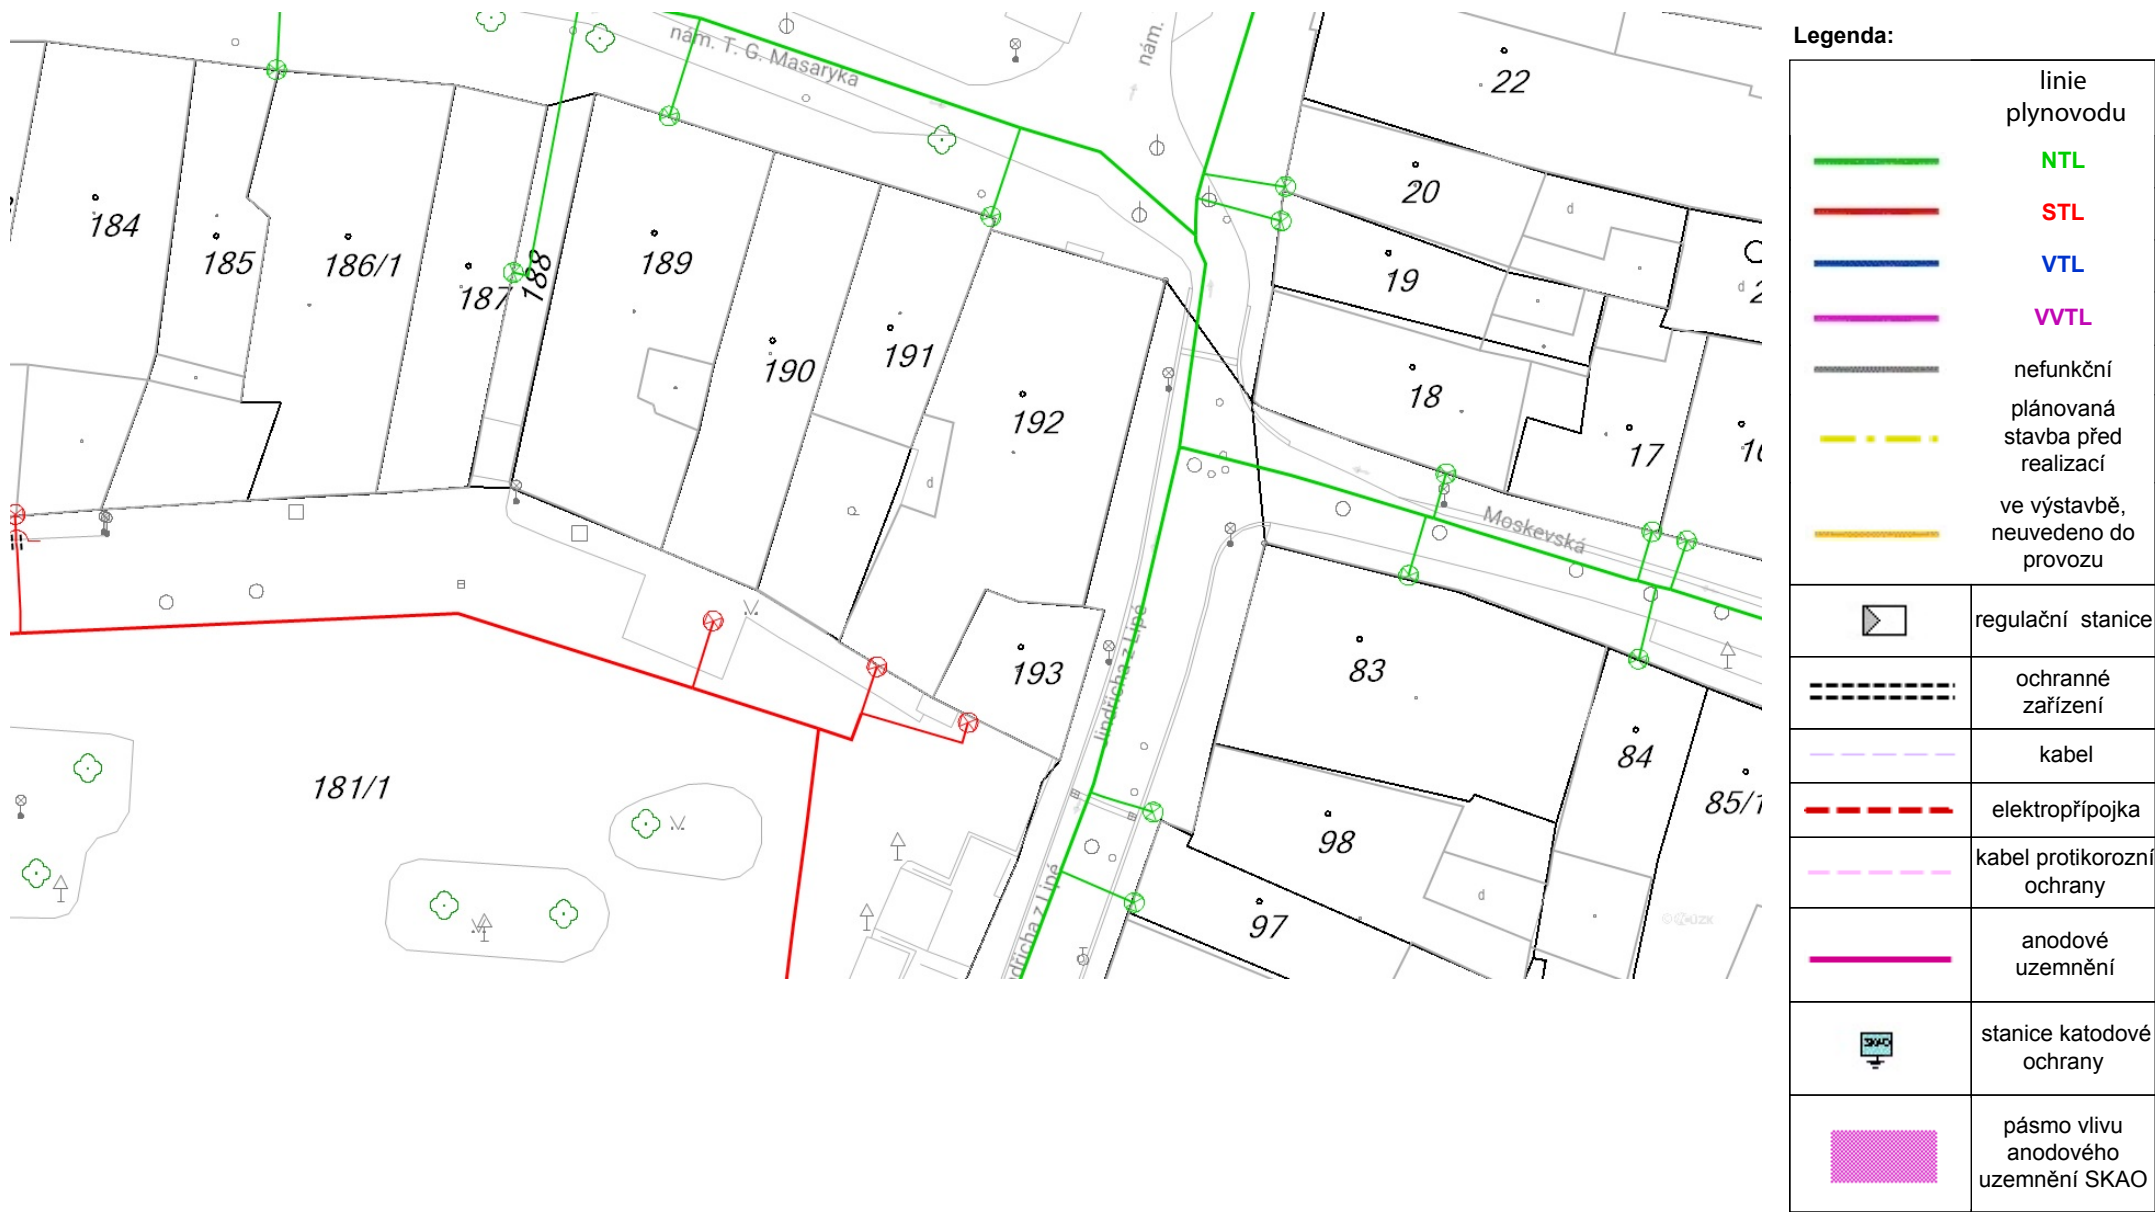 nám. T. G. Masaryka
nám.
22
20
19
18
17
184
185
186/1
187
188
189
190
191
192
193
d
d
d
d
Moskevská
Jindřicha z Lipé
83
84
85/1
98
97
d
181/1
Legenda:
linie
plynovodu
NTL
STL
VTL
VVTL
nefunkční
plánovaná
stavba před
realizací
ve výstavbě,
neuvedeno do
provozu
regulační stanice
ochranné
zařízení
kabel
elektropřípojka
kabel protikorozní
ochrany
anodové
uzemnění
SKAO
stanice katodové
ochrany
pásmo vlivu
anodového
uzemnění SKAO